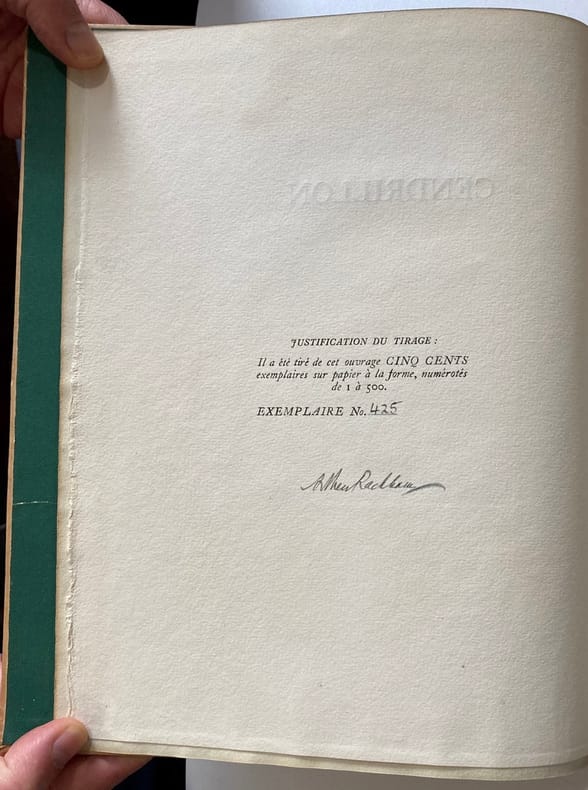 CENDRILLON
JUSTIFICATION DU TIRAGE :
Il a été tiré de cet ouvrage CINQ CENTS
exemplaires sur papier à la forme, numérotés
de 1 à 500.
EXEMPLAIRE No. 425
Arthur Rackham